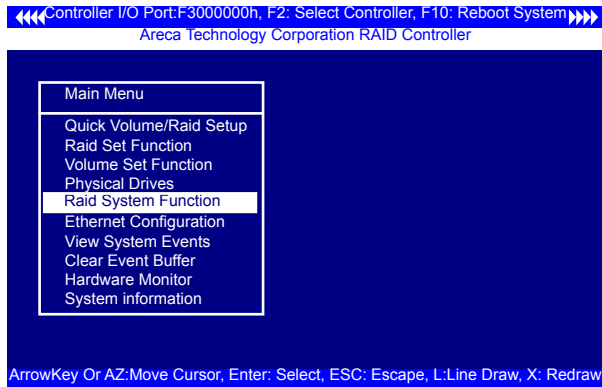 Controller I/O Port:F3000000h, F2: Select Controller, F10: Reboot System
Areca Technology Corporation RAID Controller
Main Menu
Quick Volume/Raid Setup
Raid Set Function
Volume Set Function
Physical Drives
Raid System Function
Ethernet Configuration
View System Events
Clear Event Buffer
Hardware Monitor
System information
ArrowKey Or AZ:Move Cursor, Enter: Select, ESC: Escape, L:Line Draw, X: Redraw